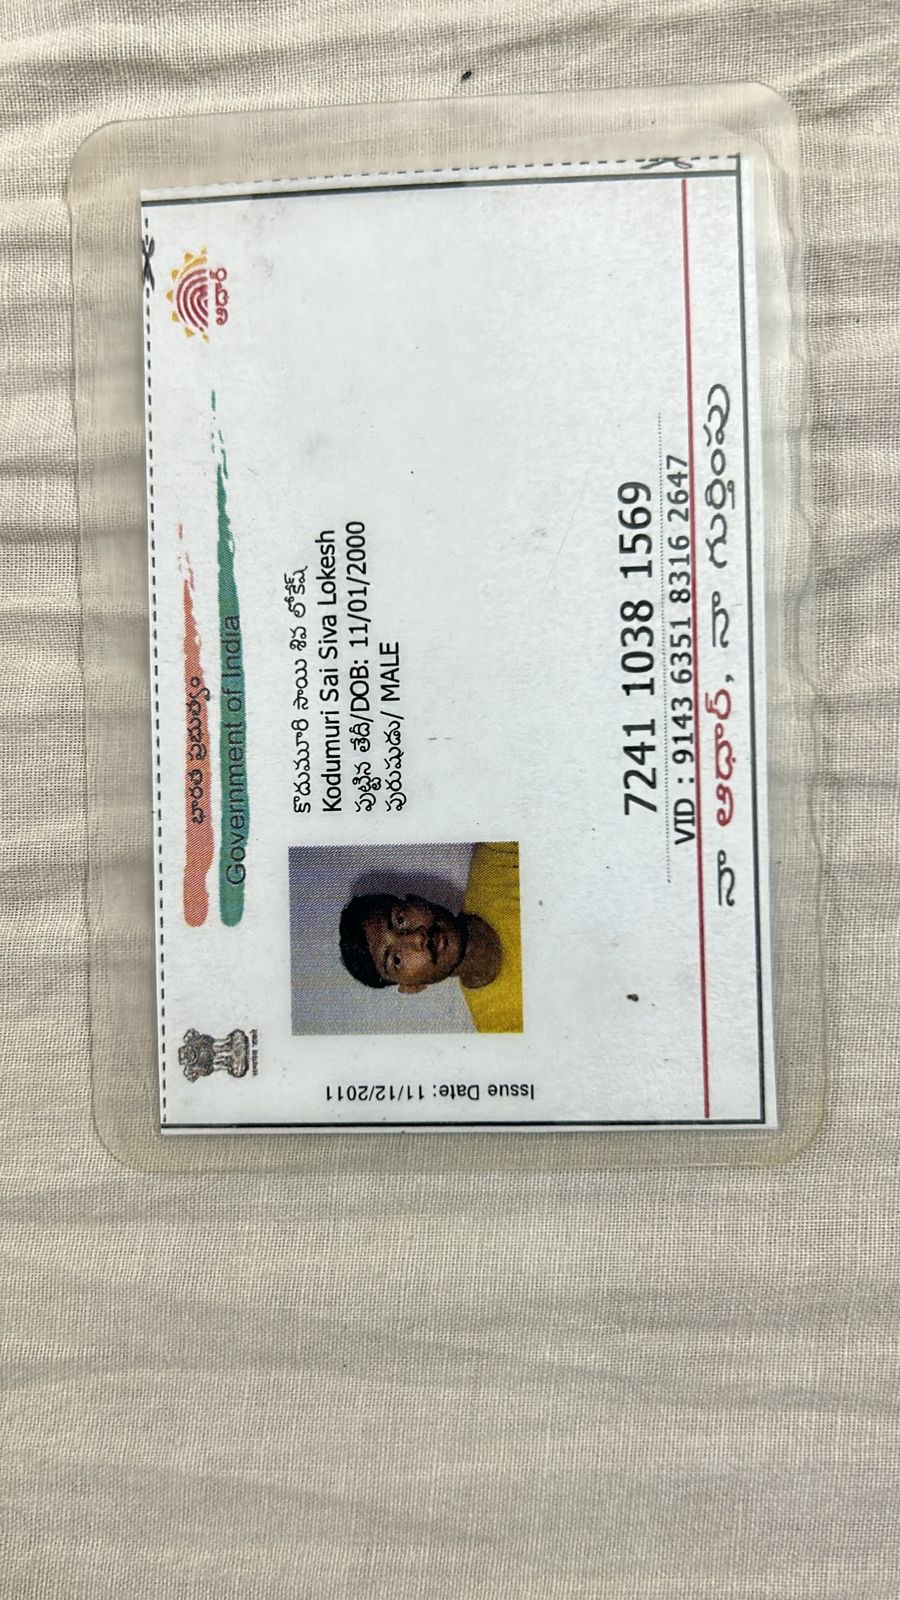 భారత ప్రభుత్వం
Government of India
ఆధార్
కొడుమూరి సాయి శివ లోకేష్
Kodumuri Sai Siva Lokesh
పుట్టిన తేదీ/DOB: 11/01/2000
పురుషుడు/ MALE
Issue Date: 11/12/2011
7241 1038 1569
VID : 9143 6351 8316 2647
నా ఆధార్, నా గుర్తింపు